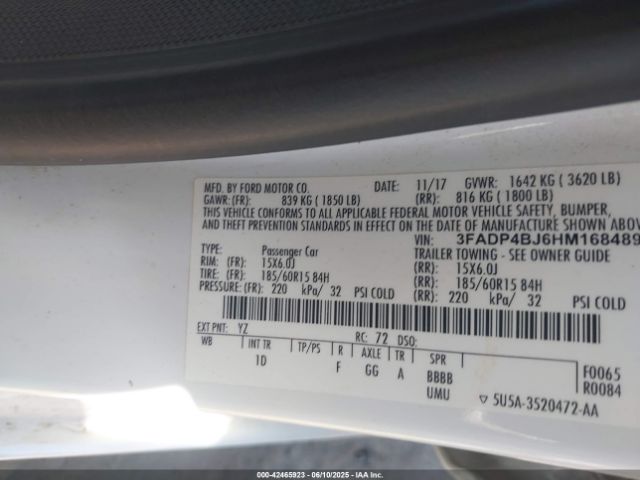 MFD. BY FORD MOTOR CO. DATE: 11/17 GVWR: 1642 KG ( 3620 LB)
GAWR:(FR): 839 KG ( 1850 LB) (RR): 816 KG ( 1800 LB)
THIS VEHICLE CONFORMS TO ALL APPLICABLE FEDERAL MOTOR VEHICLE SAFETY, BUMPER,
AND THEFT PREVENTION STANDARDS IN EFFECT ON THE DATE OF MANUFACTURE SHOWN ABOVE.
VIN: 3FADP4BJ6HM168489
TYPE: Passenger Car TRAILER TOWING - SEE OWNER GUIDE
RIM: (FR): 15X6.0J (RR): 15X6.0J
TIRE: (FR): 185/60R15 84H (RR): 185/60R15 84H
PRESSURE: (FR): 220 kPa/ 32 PSI COLD (RR): 220 kPa/ 32 PSI COLD
EXT PNT: YZ RC: 72 DSO:
WB INT TR TP/PS R AXLE TR SPR
1D F GG A BBBB
UMU
F0065
R0084
▽ 5U5A-3520472-AA
000-42465923 - 06/10/2025 - IAAI.COM